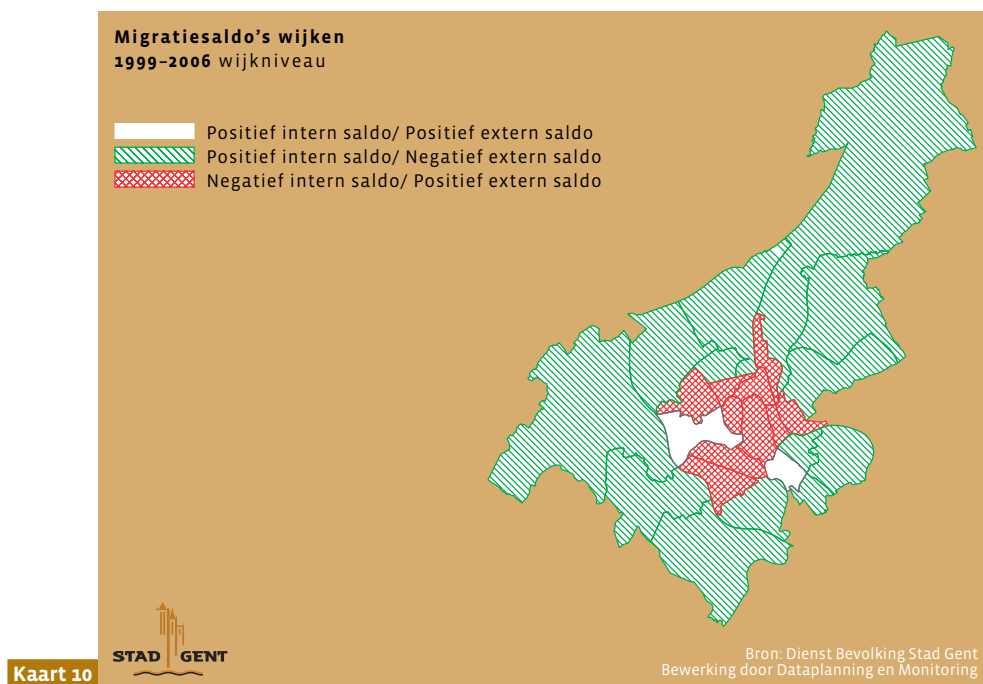 Migratiesaldo's wijken
1999–2006 wijkniveau
Positief intern saldo/ Positief extern saldo
Positief intern saldo/ Negatief extern saldo
Negatief intern saldo/ Positief extern saldo
STAD GENT
Bron: Dienst Bevolking Stad Gent
Bewerking door Dataplanning en Monitoring
Kaart 10